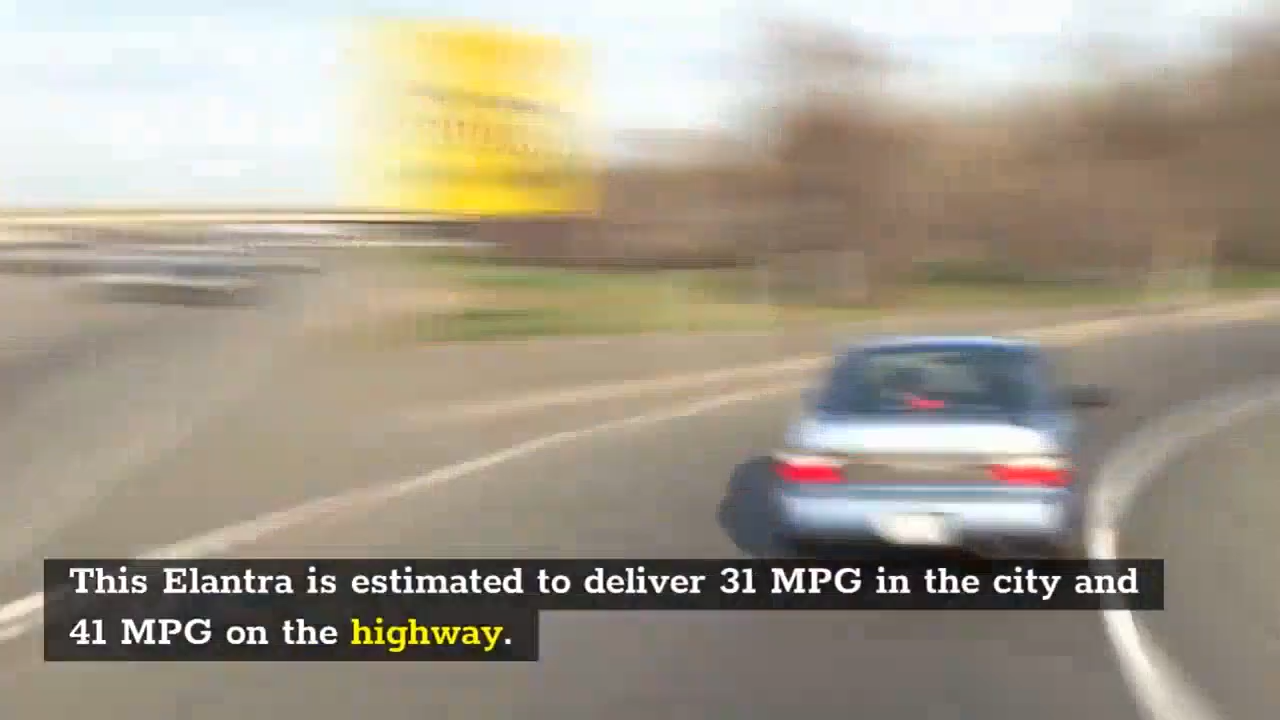 This Elantra is estimated to deliver 31 MPG in the city and
41 MPG on the highway.